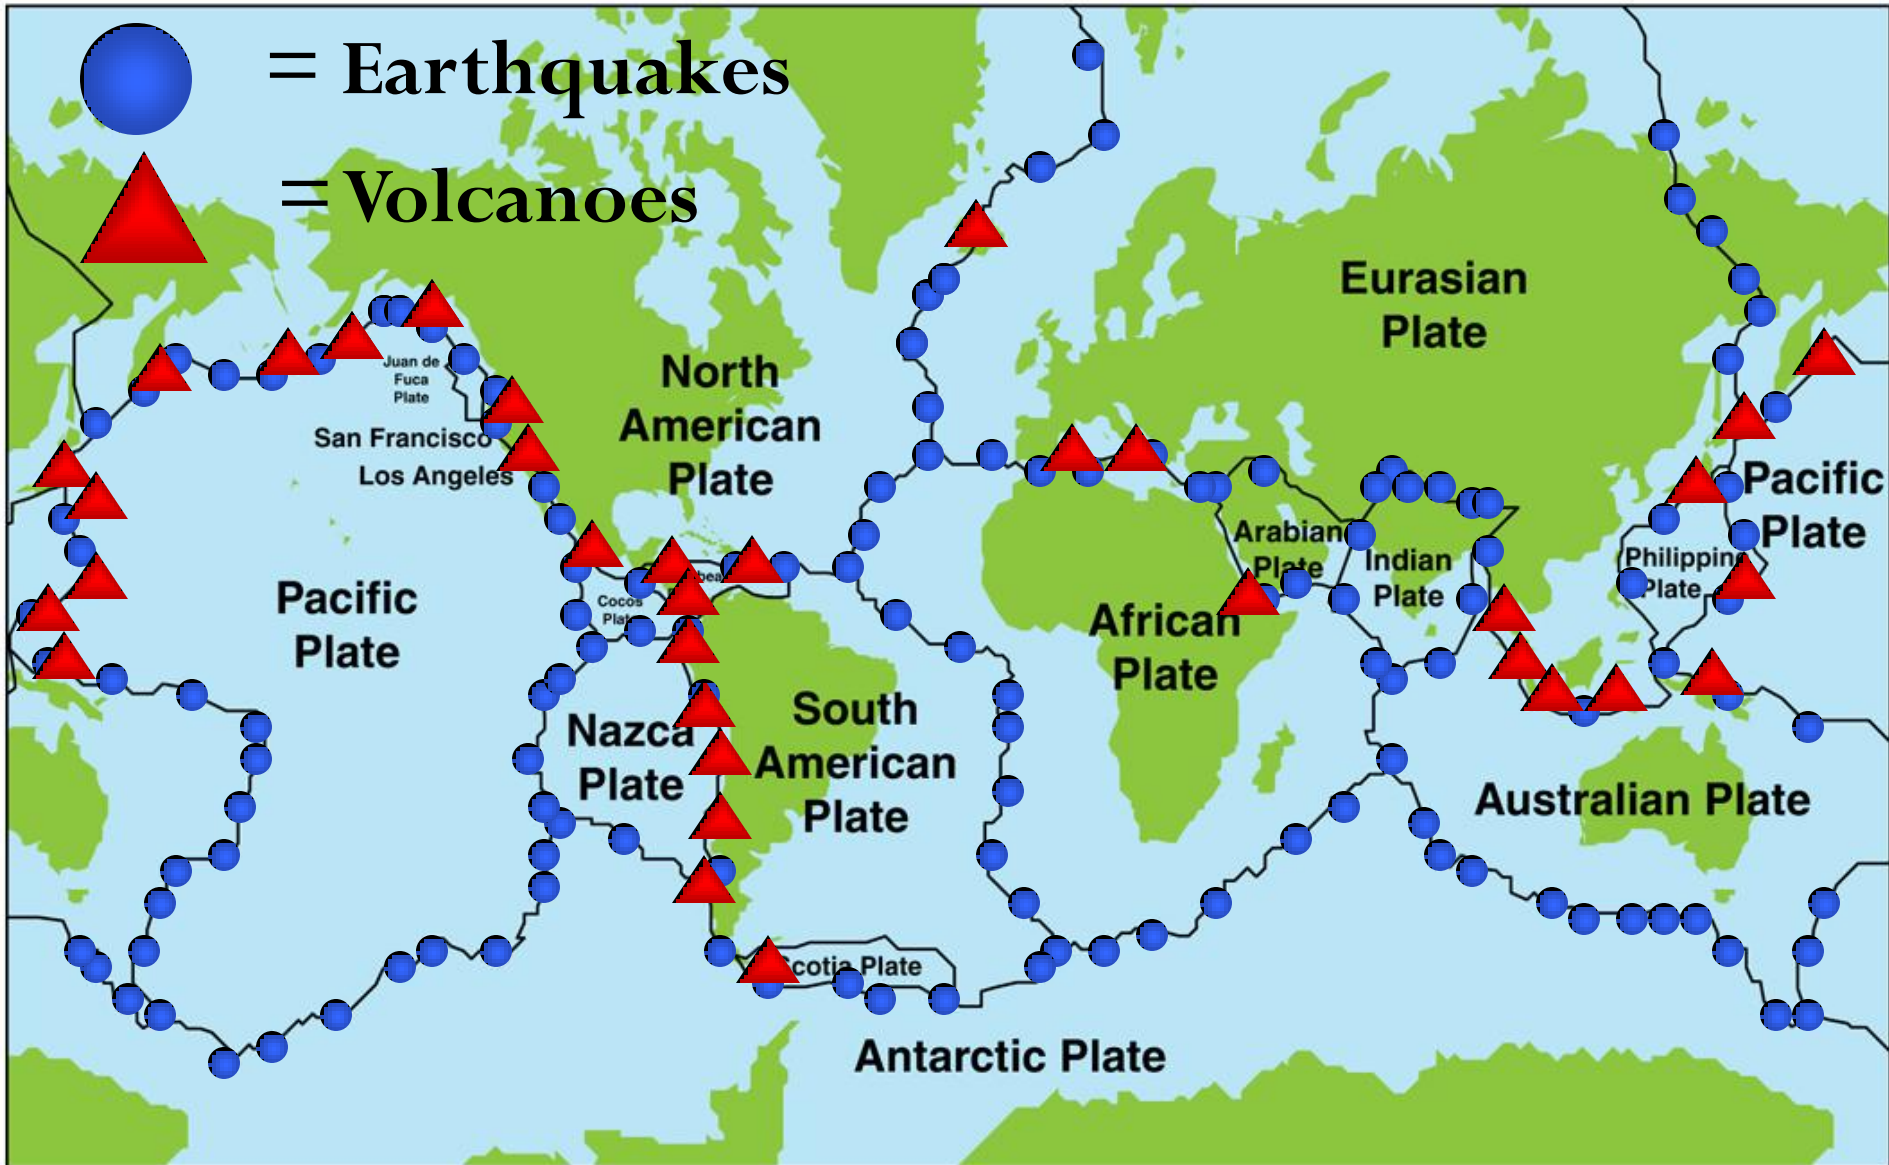 = Earthquakes
= Volcanoes
Eurasian
Plate
Juan de
Fuca
Plate
North
American
Plate
San Francisco
Los Angeles
Pacific
Plate
Arabian
Plate
Indian
Plate
Philippine
Plate
Cocos
Pacific
Plate
African
Plate
Nazca
Plate
South
American
Plate
Australian Plate
Scotia Plate
Antarctic Plate